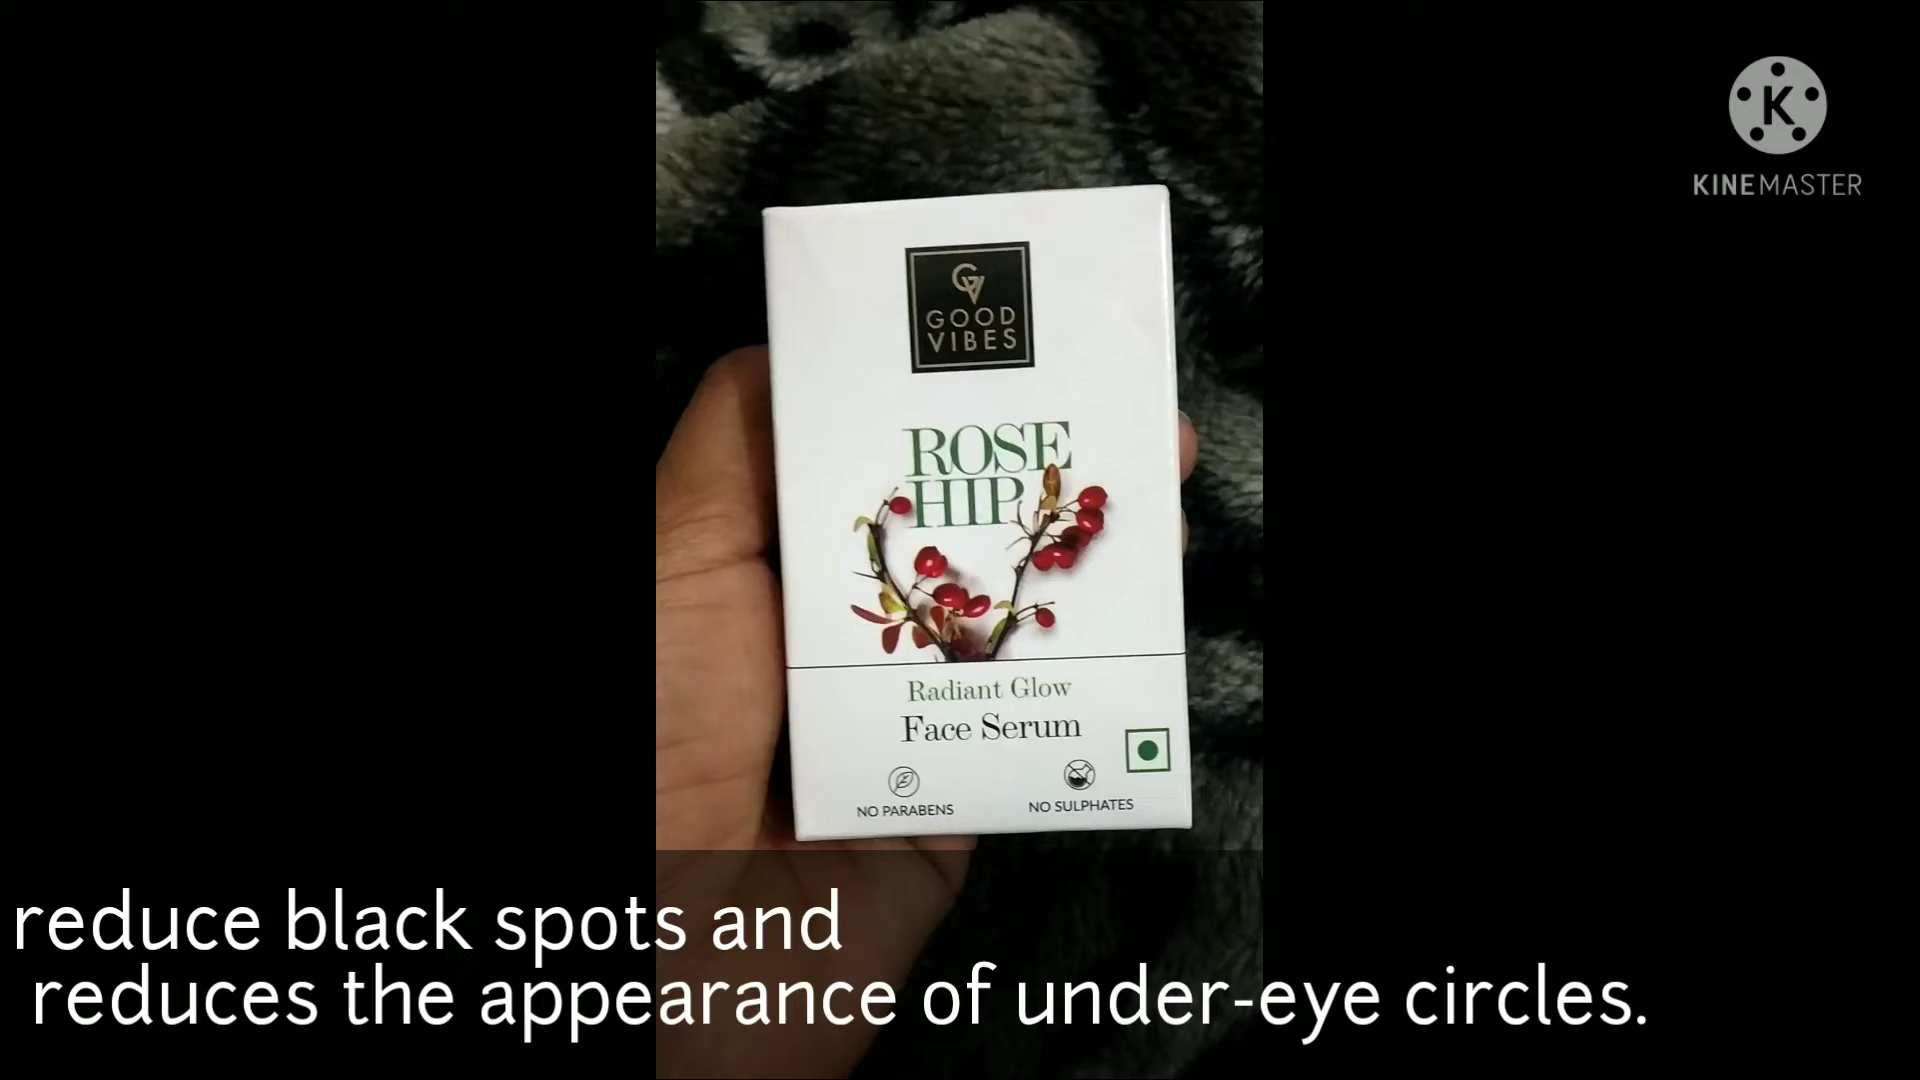 K
KINEMASTER
GV
GOOD
VIBES
ROSE
HIP
Radiant Glow
Face Serum
NO PARABENS
NO SULPHATES
reduce black spots and
reduces the appearance of under-eye circles.